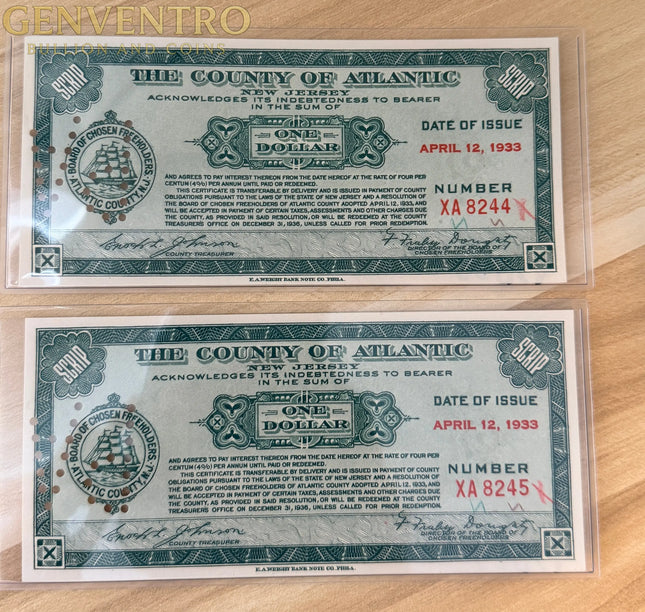 GENVENTRO
BULLION AND COINS
SCRIP
THE COUNTY OF ATLANTIC
SCRIP
NEW JERSEY
ACKNOWLEDGES ITS INDEBTEDNESS TO BEARER
IN THE SUM OF
BOARD OF CHOSEN FREEHOLDERS
ATLANTIC COUNTY, N.J.
ONE
DOLLAR
DATE OF ISSUE
APRIL 12, 1933
AND AGREES TO PAY INTEREST THEREON FROM THE DATE HEREOF AT THE RATE OF FOUR PER
CENTUM (4%) PER ANNUM UNTIL PAID OR REDEEMED.
THIS CERTIFICATE IS TRANSFERABLE BY DELIVERY AND IS ISSUED IN PAYMENT OF COUNTY
OBLIGATIONS PURSUANT TO THE LAWS OF THE STATE OF NEW JERSEY AND A RESOLUTION OF
THE BOARD OF CHOSEN FREEHOLDERS OF ATLANTIC COUNTY ADOPTED APRIL 12, 1933, AND
WILL BE ACCEPTED IN PAYMENT OF CERTAIN TAXES, ASSESSMENTS AND OTHER CHARGES DUE
THE COUNTY, AS PROVIDED IN SAID RESOLUTION, OR WILL BE REDEEMED AT THE COUNTY
TREASURERS OFFICE ON DECEMBER 31, 1936, UNLESS CALLED FOR PRIOR REDEMPTION.
NUMBER
XA 8244
Enoch L. Johnson
COUNTY TREASURER
DIRECTOR OF THE BOARD OF
CHOSEN FREEHOLDERS
E.A.WRIGHT BANK NOTE CO. PHILA.
SCRIP
THE COUNTY OF ATLANTIC
SCRIP
NEW JERSEY
ACKNOWLEDGES ITS INDEBTEDNESS TO BEARER
IN THE SUM OF
BOARD OF CHOSEN FREEHOLDERS
ATLANTIC COUNTY, N.J.
ONE
DOLLAR
DATE OF ISSUE
APRIL 12, 1933
AND AGREES TO PAY INTEREST THEREON FROM THE DATE HEREOF AT THE RATE OF FOUR PER
CENTUM (4%) PER ANNUM UNTIL PAID OR REDEEMED.
THIS CERTIFICATE IS TRANSFERABLE BY DELIVERY AND IS ISSUED IN PAYMENT OF COUNTY
OBLIGATIONS PURSUANT TO THE LAWS OF THE STATE OF NEW JERSEY AND A RESOLUTION OF
THE BOARD OF CHOSEN FREEHOLDERS OF ATLANTIC COUNTY ADOPTED APRIL 12, 1933, AND
WILL BE ACCEPTED IN PAYMENT OF CERTAIN TAXES, ASSESSMENTS AND OTHER CHARGES DUE
THE COUNTY, AS PROVIDED IN SAID RESOLUTION, OR WILL BE REDEEMED AT THE COUNTY
TREASURERS OFFICE ON DECEMBER 31, 1936, UNLESS CALLED FOR PRIOR REDEMPTION.
NUMBER
XA 8245
Enoch L. Johnson
COUNTY TREASURER
DIRECTOR OF THE BOARD OF
CHOSEN FREEHOLDERS
E.A.WRIGHT BANK NOTE CO. PHILA.